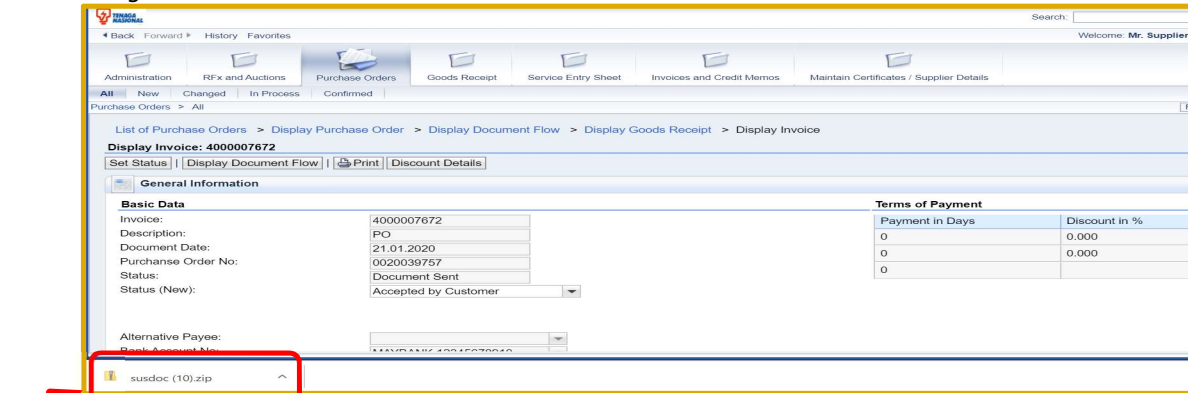 TENAGA
NASIONAL
Search:
Back Forward History Favorites
Welcome: Mr. Supplier
Administration RFx and Auctions Purchase Orders Goods Receipt Service Entry Sheet Invoices and Credit Memos Maintain Certificates / Supplier Details
All New Changed In Process Confirmed
Purchase Orders > All
List of Purchase Orders > Display Purchase Order > Display Document Flow > Display Goods Receipt > Display Invoice
Display Invoice: 4000007672
Set Status | Display Document Flow | Print Discount Details
General Information
Basic Data Terms of Payment
Invoice: 4000007672 Payment in Days Discount in %
Description: PO 0 0.000
Document Date: 21.01.2020
Purchanse Order No: 0020039757 0 0.000
Status: Document Sent 0
Status (New): Accepted by Customer
Alternative Payee:
Bank Account No:
susdoc (10).zip